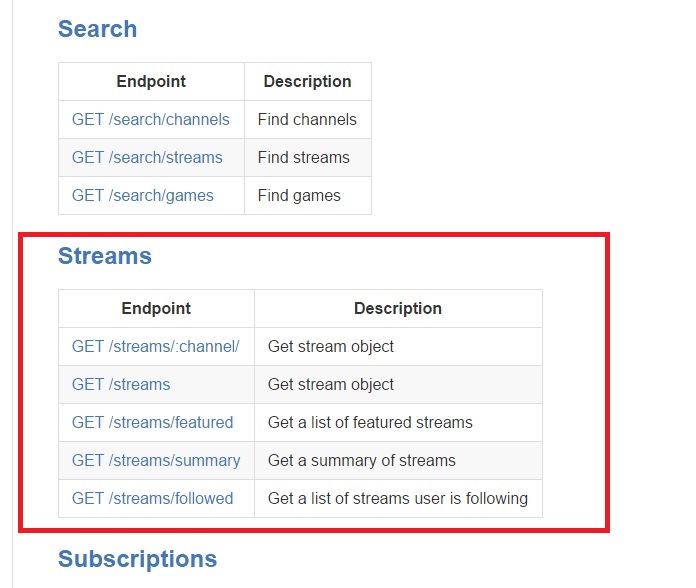 Search
Endpoint Description
GET /search/channels Find channels
GET /search/streams Find streams
GET /search/games Find games
Streams
Endpoint Description
GET /streams/:channel/ Get stream object
GET /streams Get stream object
GET /streams/featured Get a list of featured streams
GET /streams/summary Get a summary of streams
GET /streams/followed Get a list of streams user is following
Subscriptions